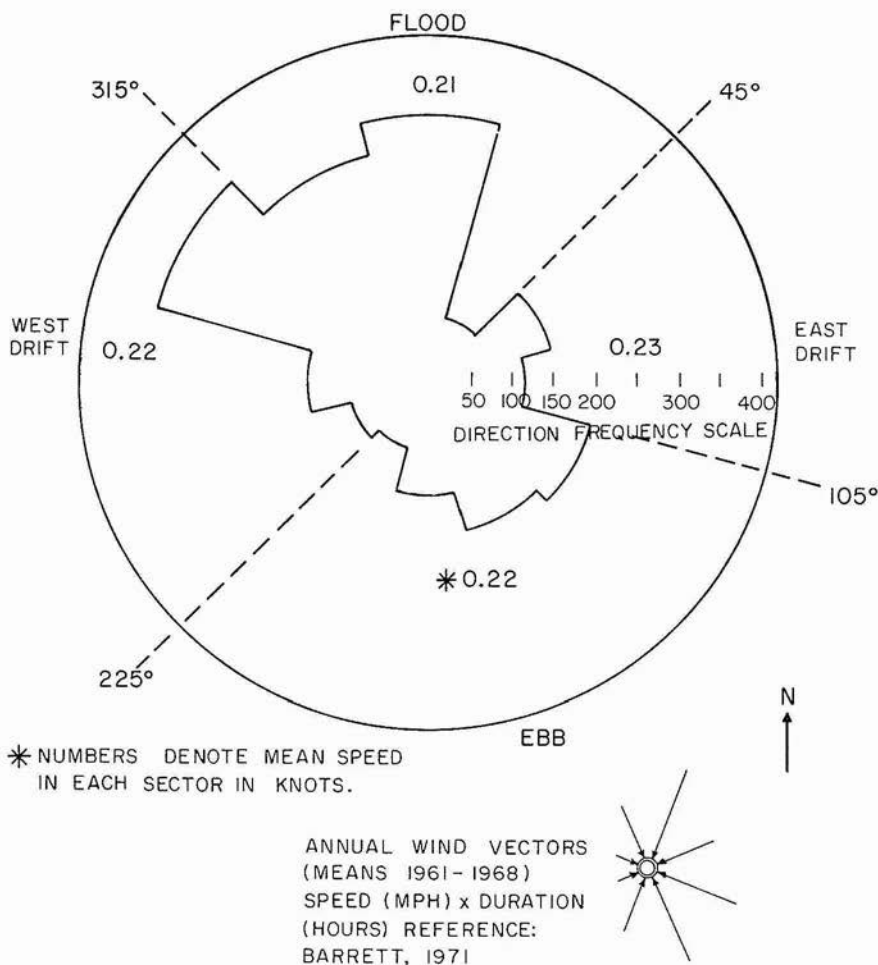 FLOOD
315°
0.21
45°
WEST
DRIFT
0.22
0.23
EAST
DRIFT
50 100 150 200 300 400
DIRECTION FREQUENCY SCALE
105°
✳ 0.22
225°
EBB
N
✳ NUMBERS DENOTE MEAN SPEED
IN EACH SECTOR IN KNOTS.
ANNUAL WIND VECTORS
(MEANS 1961-1968)
SPEED (MPH) x DURATION
(HOURS) REFERENCE:
BARRETT, 1971